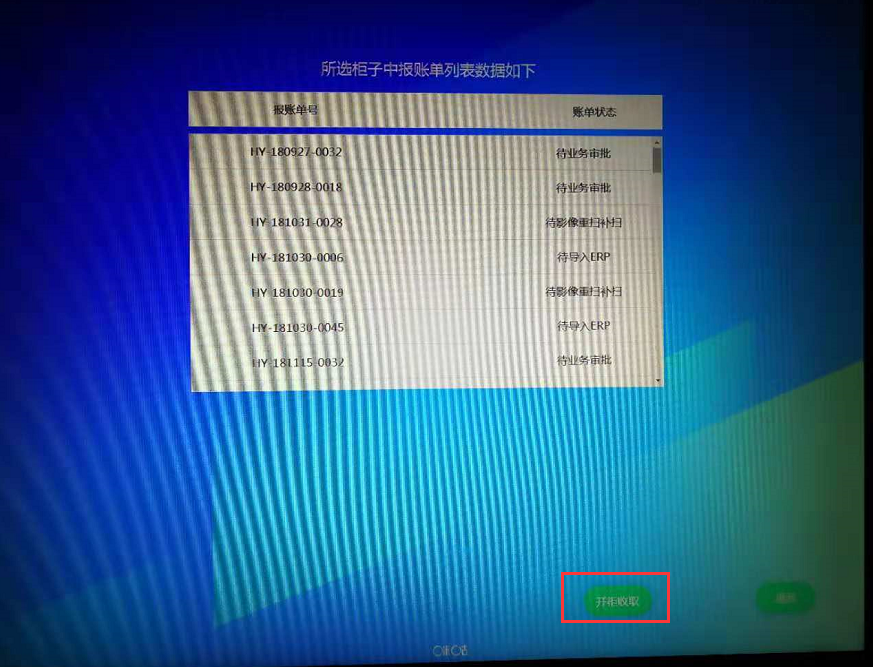 所选柜子中报账单列表数据如下
报账单号 账单状态
HY-180927-0032 待业务审批
HY-180928-0018 待业务审批
HY-181031-0028 待影像重扫补扫
HY-181030-0006 待导入ERP
HY-181030-0019 待影像重扫补扫
HY-181030-0045 待导入ERP
HY-181115-0032 待业务审批
开柜收取